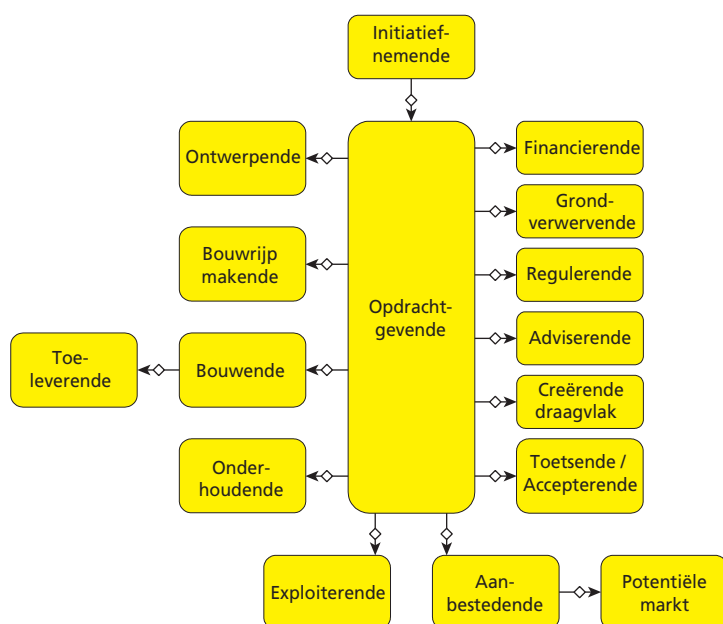 Initiatief-
nemende
Ontwerpende
Financierende
Grond-
verwervende
Bouwrijp
makende
Regulerende
Opdracht-
gevende
Adviserende
Toe-
leverende
Bouwende
Creërende
draagvlak
Onder-
houdende
Toetsende /
Accepterende
Exploiterende
Aan-
bestedende
Potentiële
markt